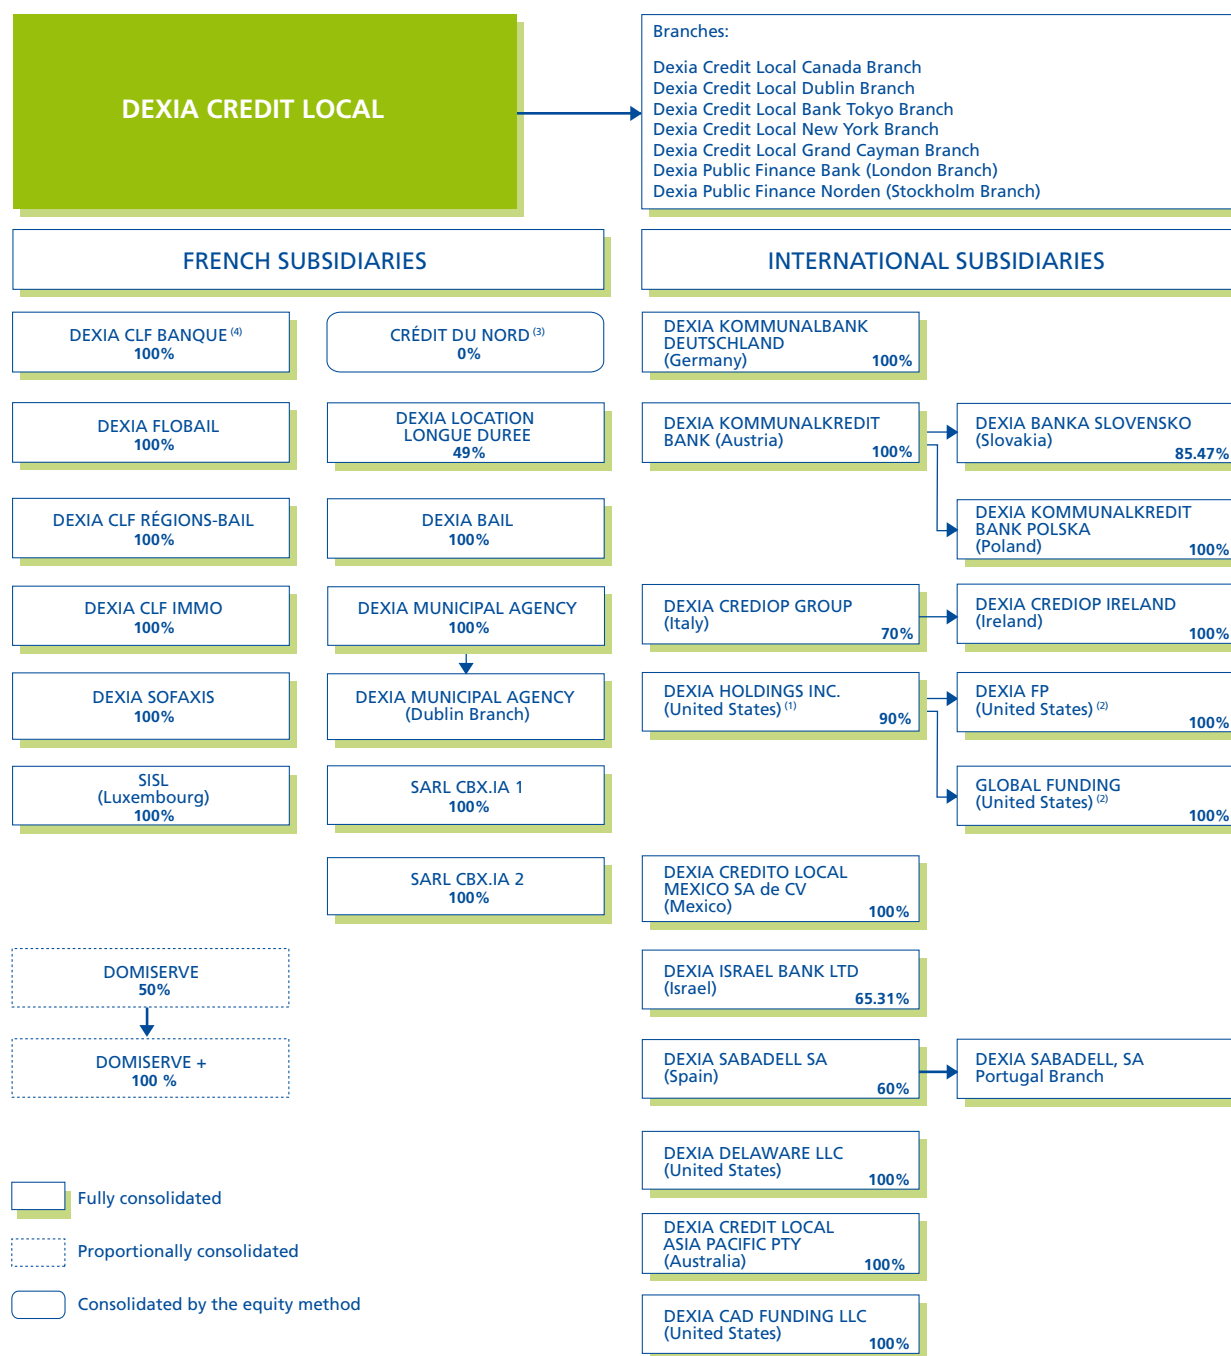 DEXIA CREDIT LOCAL
Branches:
Dexia Credit Local Canada Branch
Dexia Credit Local Dublin Branch
Dexia Credit Local Bank Tokyo Branch
Dexia Credit Local New York Branch
Dexia Credit Local Grand Cayman Branch
Dexia Public Finance Bank (London Branch)
Dexia Public Finance Norden (Stockholm Branch)
FRENCH SUBSIDIARIES
DEXIA CLF BANQUE (4)
100%
CRÉDIT DU NORD (3)
0%
DEXIA FLOBAIL
100%
DEXIA LOCATION
LONGUE DUREE
49%
DEXIA CLF RÉGIONS-BAIL
100%
DEXIA BAIL
100%
DEXIA CLF IMMO
100%
DEXIA MUNICIPAL AGENCY
100%
DEXIA SOFAXIS
100%
DEXIA MUNICIPAL AGENCY
(Dublin Branch)
SISL
(Luxembourg)
100%
SARL CBX.IA 1
100%
SARL CBX.IA 2
100%
DOMISERVE
50%
DOMISERVE +
100 %
INTERNATIONAL SUBSIDIARIES
DEXIA KOMMUNALBANK
DEUTSCHLAND
(Germany) 100%
DEXIA KOMMUNALKREDIT
BANK (Austria)
100%
DEXIA BANKA SLOVENSKO
(Slovakia)
85.47%
DEXIA KOMMUNALKREDIT
BANK POLSKA
(Poland) 100%
DEXIA CREDIOP GROUP
(Italy)
70%
DEXIA CREDIOP IRELAND
(Ireland)
100%
DEXIA HOLDINGS INC.
(United States) (1)
90%
DEXIA FP
(United States) (2)
100%
GLOBAL FUNDING
(United States) (2)
100%
DEXIA CREDITO LOCAL
MEXICO SA de CV
(Mexico) 100%
DEXIA ISRAEL BANK LTD
(Israel)
65.31%
DEXIA SABADELL SA
(Spain)
60%
DEXIA SABADELL, SA
Portugal Branch
DEXIA DELAWARE LLC
(United States)
100%
DEXIA CREDIT LOCAL
ASIA PACIFIC PTY
(Australia) 100%
DEXIA CAD FUNDING LLC
(United States)
100%
Fully consolidated
Proportionally consolidated
Consolidated by the equity method